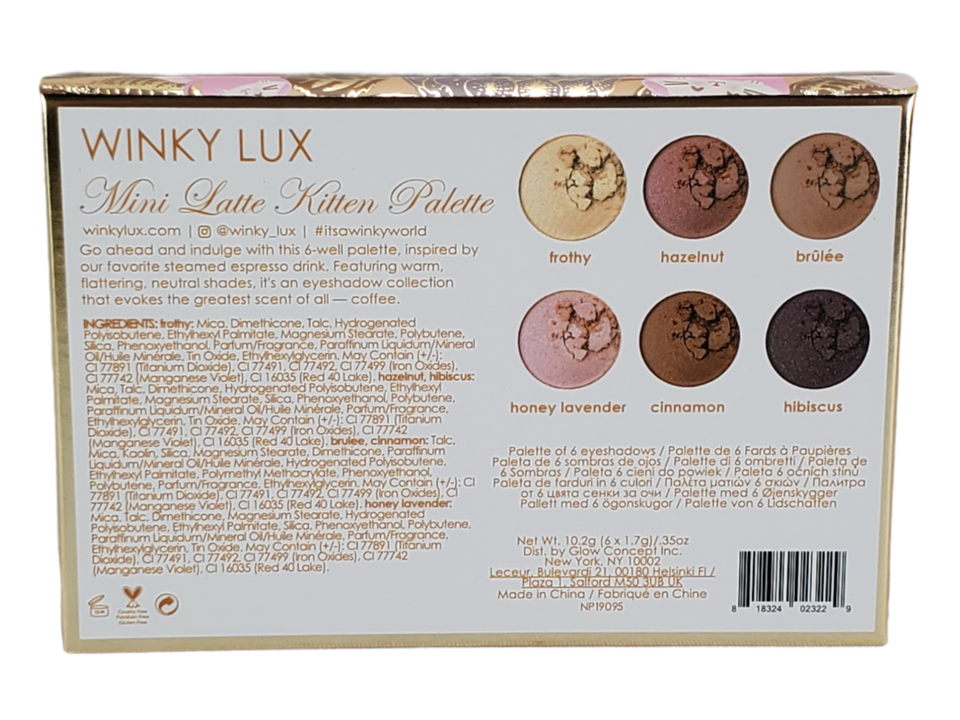 WINKY LUX
Mini Latte Kitten Palette
winkylux.com | @winky_lux | #itsawinkyworld
Go ahead and indulge with this 6-well palette, inspired by
our favorite steamed espresso drink. Featuring warm,
flattering, neutral shades, it's an eyeshadow collection
that evokes the greatest scent of all — coffee.
INGREDIENTS: frothy: Mica, Dimethicone, Talc, Hydrogenated
Polyisobutene, Ethylhexyl Palmitate, Magnesium Stearate, Polybutene,
Silica, Phenoxyethanol, Parfum/Fragrance, Paraffinum Liquidum/Mineral
Oil/Huile Minérale, Tin Oxide, Ethylhexylglycerin. May Contain (+/-):
CI 77891 (Titanium Dioxide), CI 77491, CI 77492, CI 77499 (Iron Oxides),
CI 77742 (Manganese Violet), CI 16035 (Red 40 Lake). hazelnut, hibiscus:
Mica, Talc, Dimethicone, Hydrogenated Polyisobutene, Ethylhexyl
Palmitate, Magnesium Stearate, Silica, Phenoxyethanol, Polybutene,
Paraffinum Liquidum/Mineral Oil/Huile Minérale, Parfum/Fragrance,
Ethylhexylglycerin, Tin Oxide. May Contain (+/-): CI 77891 (Titanium
Dioxide), CI 77491, CI 77492, CI 77499 (Iron Oxides), CI 77742
(Manganese Violet), CI 16035 (Red 40 Lake). brulee, cinnamon: Talc,
Mica, Kaolin, Silica, Magnesium Stearate, Dimethicone, Paraffinum
Liquidum/Mineral Oil/Huile Minérale, Hydrogenated Polyisobutene,
Ethylhexyl Palmitate, Polymethyl Methacrylate, Phenoxyethanol,
Polybutene, Parfum/Fragrance, Ethylhexylglycerin. May Contain (+/-): CI
77891 (Titanium Dioxide), CI 77491, CI 77492, CI 77499 (Iron Oxides), CI
77742 (Manganese Violet), CI 16035 (Red 40 Lake). honey lavender:
Mica, Talc, Dimethicone, Magnesium Stearate, Hydrogenated
Polyisobutene, Ethylhexyl Palmitate, Silica, Phenoxyethanol, Polybutene,
Paraffinum Liquidum/Mineral Oil/Huile Minérale, Parfum/Fragrance,
Ethylhexylglycerin, Tin Oxide. May Contain (+/-): CI 77891 (Titanium
Dioxide), CI 77491, CI 77492, CI 77499 (Iron Oxides), CI 77742
(Manganese Violet), CI 16035 (Red 40 Lake).
Cruelty Free
Paraben Free
Gluten Free
frothy
hazelnut
brûlée
honey lavender
cinnamon
hibiscus
Palette of 6 eyeshadows / Palette de 6 Fards à Paupières
Paleta de 6 sombras de ojos / Palette di 6 ombretti / Paleta de
6 Sombras / Paleta 6 cieni do powiek / Paleta 6 očních stínů
Paleta de farduri in 6 culori / Παλέτα ματιών 6 σκιών / Палитра
от 6 цвята сенки за очи / Palette med 6 Øjenskygger
Pallett med 6 ögonskugor / Palette von 6 Lidschatten
Net Wt. 10.2g (6 x 1.7g)/.35oz
Dist. by Glow Concept Inc.
New York, NY 10002
Leceur, Bulevardi 21, 00180 Helsinki FI /
Plaza 1, Salford M50 3UB UK
Made in China / Fabriqué en Chine
NP19095
8 18324 02322 9